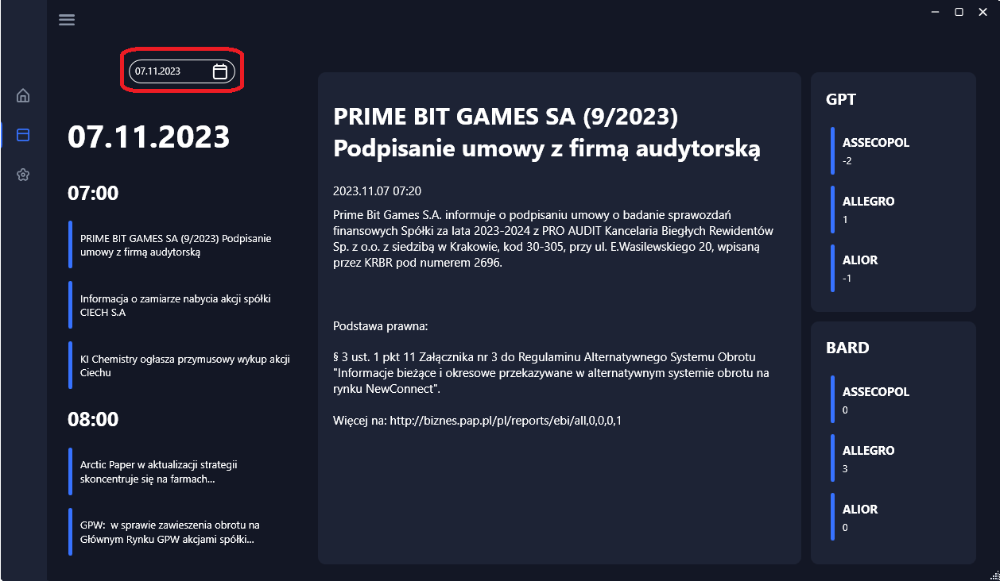 07.11.2023
07.11.2023
07:00
PRIME BIT GAMES SA (9/2023) Podpisanie
umowy z firmą audytorską
Informacja o zamiarze nabycia akcji spółki
CIECH S.A
KI Chemistry ogłasza przymusowy wykup akcji
Ciechu
08:00
Arctic Paper w aktualizacji strategii
skoncentruje się na farmach...
GPW:  w sprawie zawieszenia obrotu na
Głównym Rynku GPW akcjami spółki...
PRIME BIT GAMES SA (9/2023)
Podpisanie umowy z firmą audytorską
2023.11.07 07:20
Prime Bit Games S.A. informuje o podpisaniu umowy o badanie sprawozdań
finansowych Spółki za lata 2023-2024 z PRO AUDIT Kancelaria Biegłych Rewidentów
Sp. z o.o. z siedzibą w Krakowie, kod 30-305, przy ul. E.Wasilewskiego 20, wpisaną
przez KRBR pod numerem 2696.
Podstawa prawna:
§ 3 ust. 1 pkt 11 Załącznika nr 3 do Regulaminu Alternatywnego Systemu Obrotu
"Informacje bieżące i okresowe przekazywane w alternatywnym systemie obrotu na
rynku NewConnect".
Więcej na: http://biznes.pap.pl/pl/reports/ebi/all,0,0,0,1
GPT
ASSECOPOL
-2
ALLEGRO
1
ALIOR
-1
BARD
ASSECOPOL
0
ALLEGRO
3
ALIOR
0